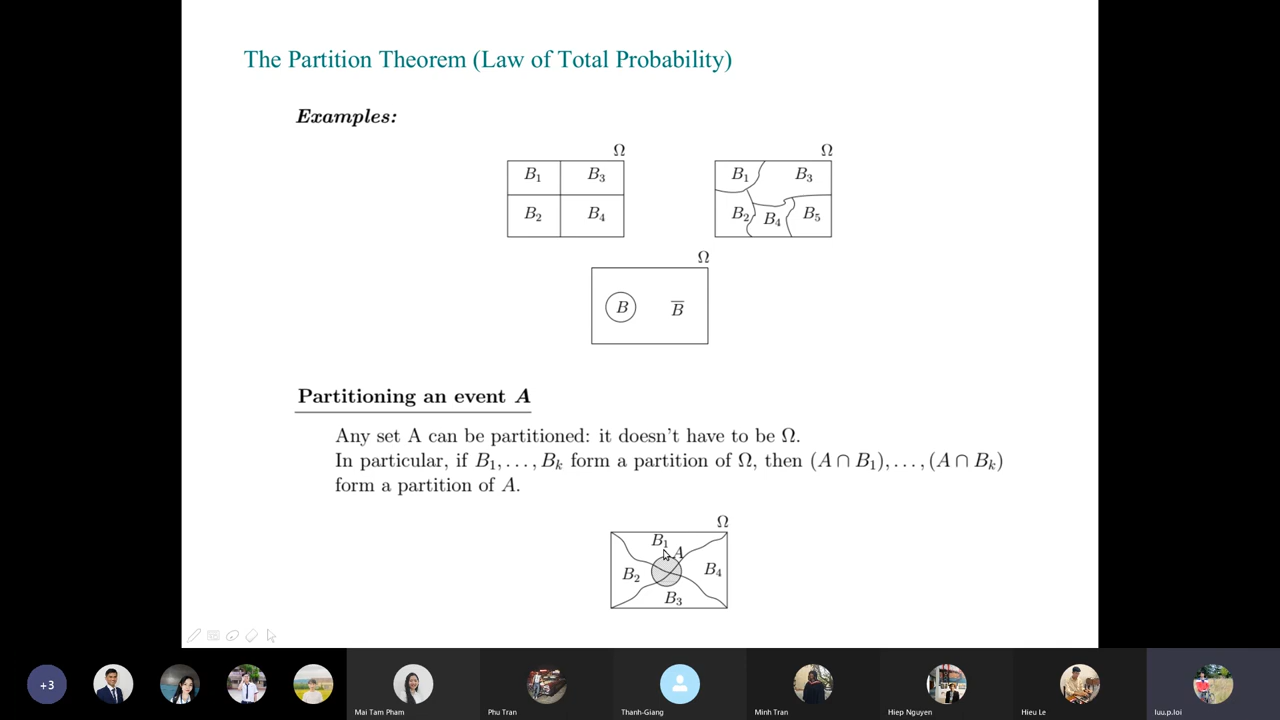 The Partition Theorem (Law of Total Probability)
Examples:
Ω Ω
B₁ B₃ B₁ B₃
B₂ B₄ B₂ B₄ B₅
Ω
B B̅
Partitioning an event A
Any set A can be partitioned: it doesn't have to be Ω.
In particular, if B₁, . . . , Bₖ form a partition of Ω, then (A ∩ B₁), . . . , (A ∩ Bₖ)
form a partition of A.
Ω
B₁ A
B₂ B₄
B₃
+3
Mai Tam Pham Phu Tran Thanh-Giang Minh Tran Hiep Nguyen Hieu Le luu.p.loi